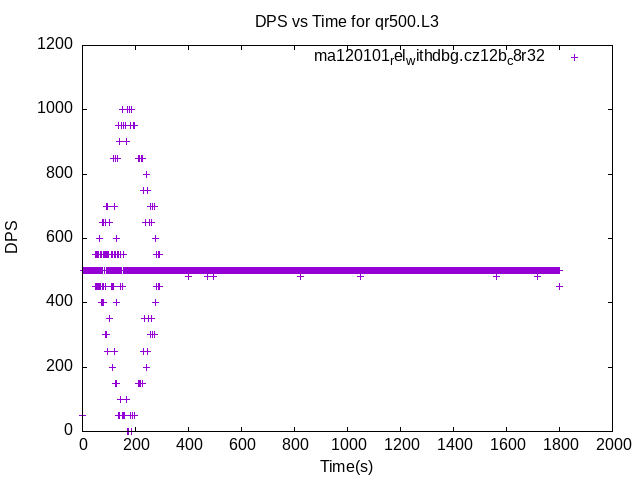 DPS vs Time for qr500.L3
ma120101relwithdbg.cz12bc8r32
1200
1000
800
600
400
200
0
DPS
0 200 400 600 800 1000 1200 1400 1600 1800 2000
Time(s)